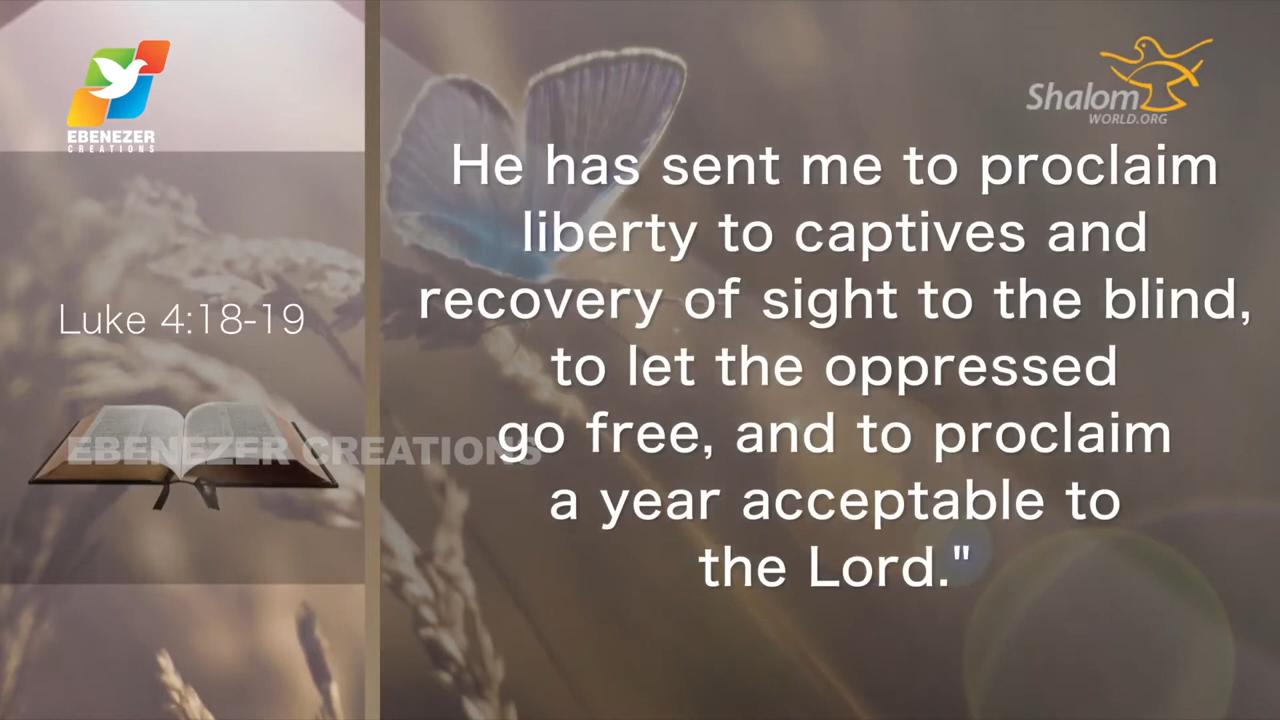 EBENEZER
CREATIONS
Shalom
WORLD.ORG
Luke 4:18-19
EBENEZER CREATIONS
He has sent me to proclaim
liberty to captives and
recovery of sight to the blind,
to let the oppressed
go free, and to proclaim
a year acceptable to
the Lord."